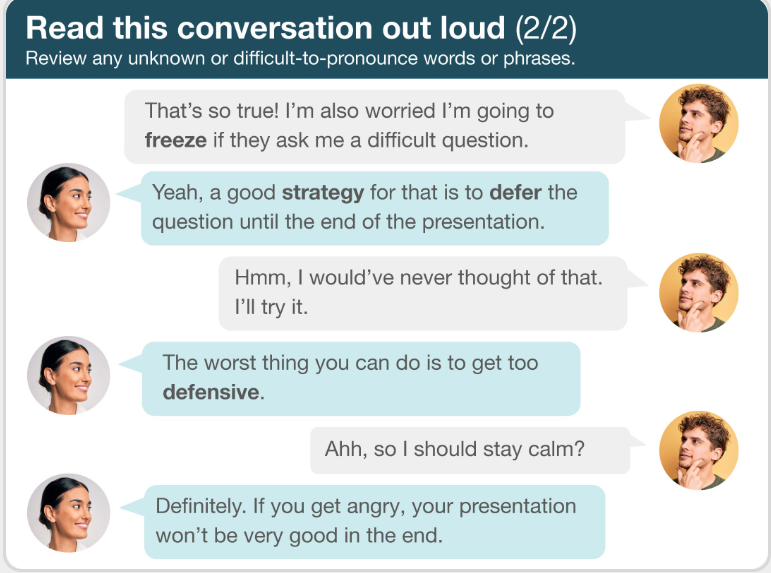 Read this conversation out loud (2/2)
Review any unknown or difficult-to-pronounce words or phrases.
That's so true! I'm also worried I'm going to
freeze if they ask me a difficult question.
Yeah, a good strategy for that is to defer the
question until the end of the presentation.
Hmm, I would've never thought of that.
I'll try it.
The worst thing you can do is to get too
defensive.
Ahh, so I should stay calm?
Definitely. If you get angry, your presentation
won't be very good in the end.